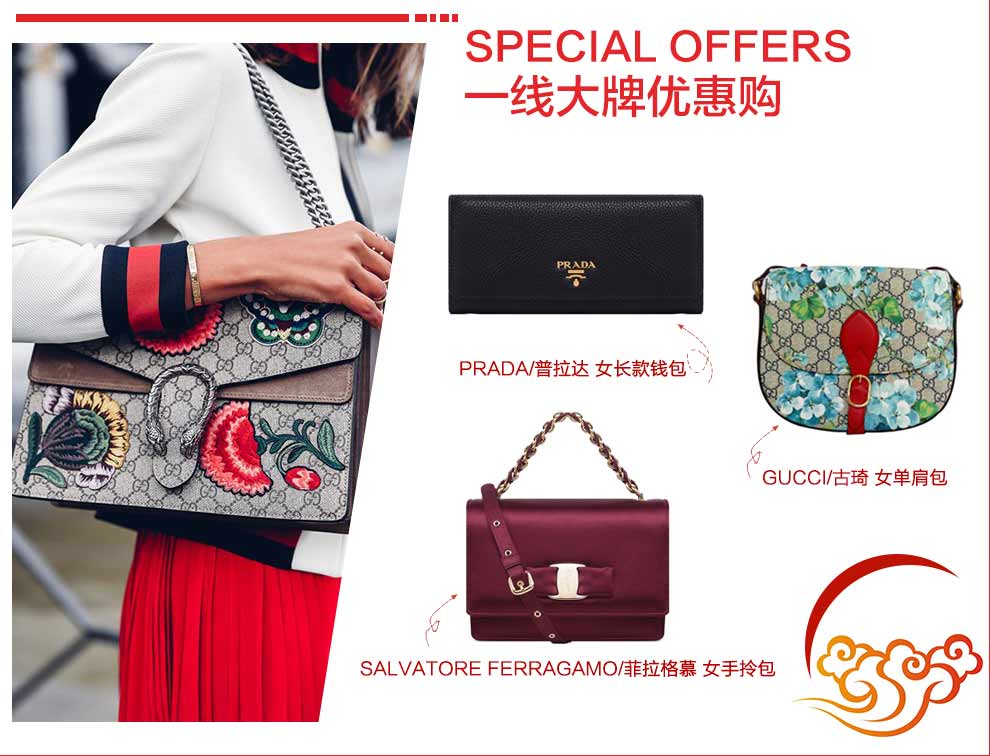 SPECIAL OFFERS
一线大牌优惠购
PRADA
PRADA/普拉达 女长款钱包
GUCCI/古琦 女单肩包
SALVATORE FERRAGAMO/菲拉格慕 女手拎包